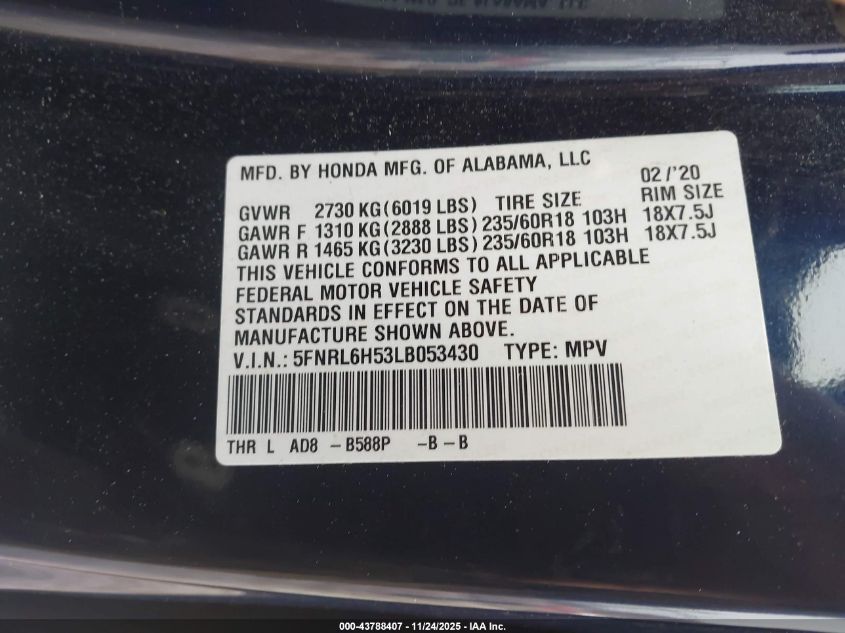 MFD. BY HONDA MFG. OF ALABAMA, LLC
02/'20
GVWR 2730 KG(6019 LBS) TIRE SIZE RIM SIZE
GAWR F 1310 KG(2888 LBS) 235/60R18 103H 18X7.5J
GAWR R 1465 KG(3230 LBS) 235/60R18 103H 18X7.5J
THIS VEHICLE CONFORMS TO ALL APPLICABLE
FEDERAL MOTOR VEHICLE SAFETY
STANDARDS IN EFFECT ON THE DATE OF
MANUFACTURE SHOWN ABOVE.
V.I.N.: 5FNRL6H53LB053430 TYPE: MPV
THR L AD8 -B588P -B-B
000-43788407 - 11/24/2025 - IAA Inc.